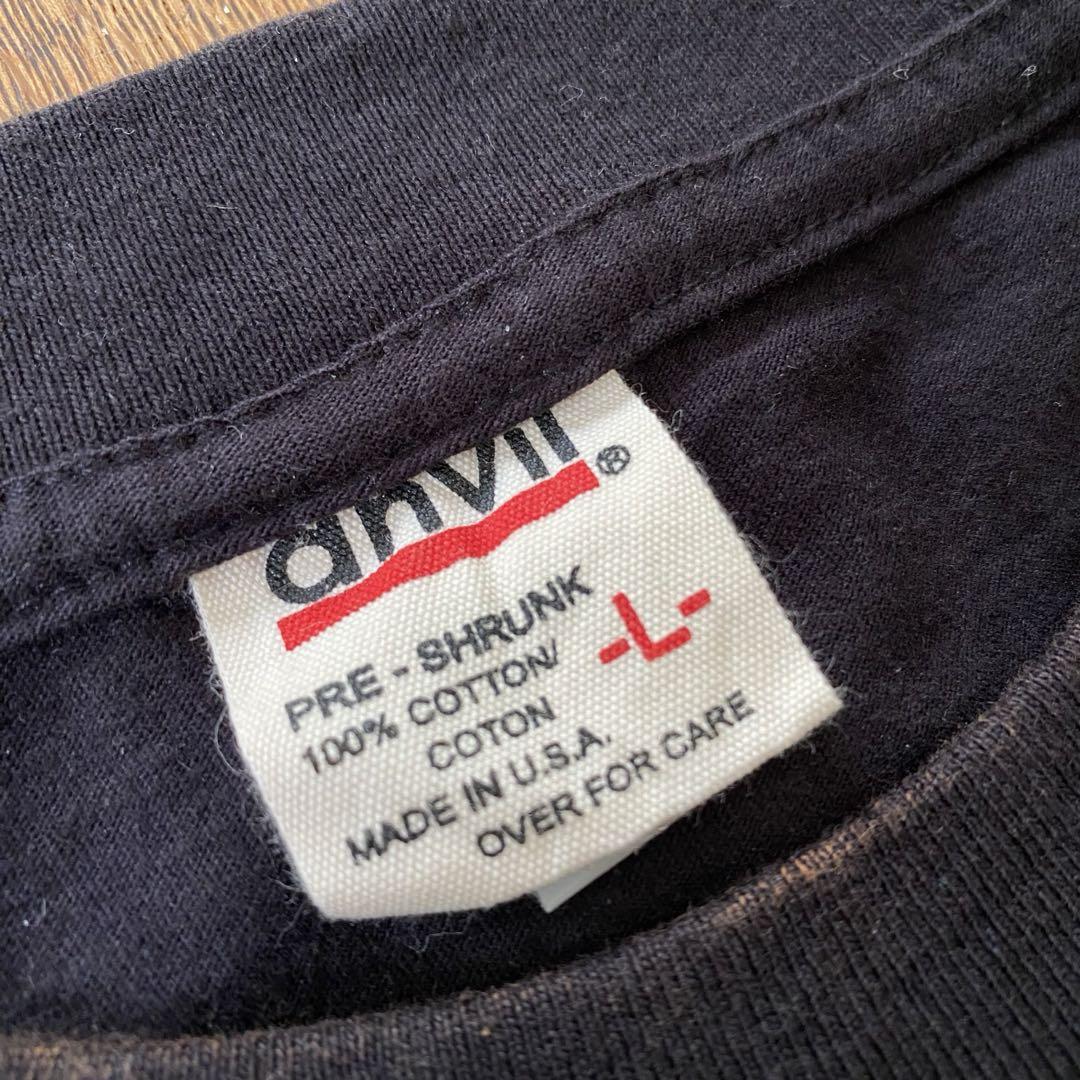 anvil®
PRE - SHRUNK
-L-
100% COTTON/
COTON
MADE IN U.S.A.
OVER FOR CARE